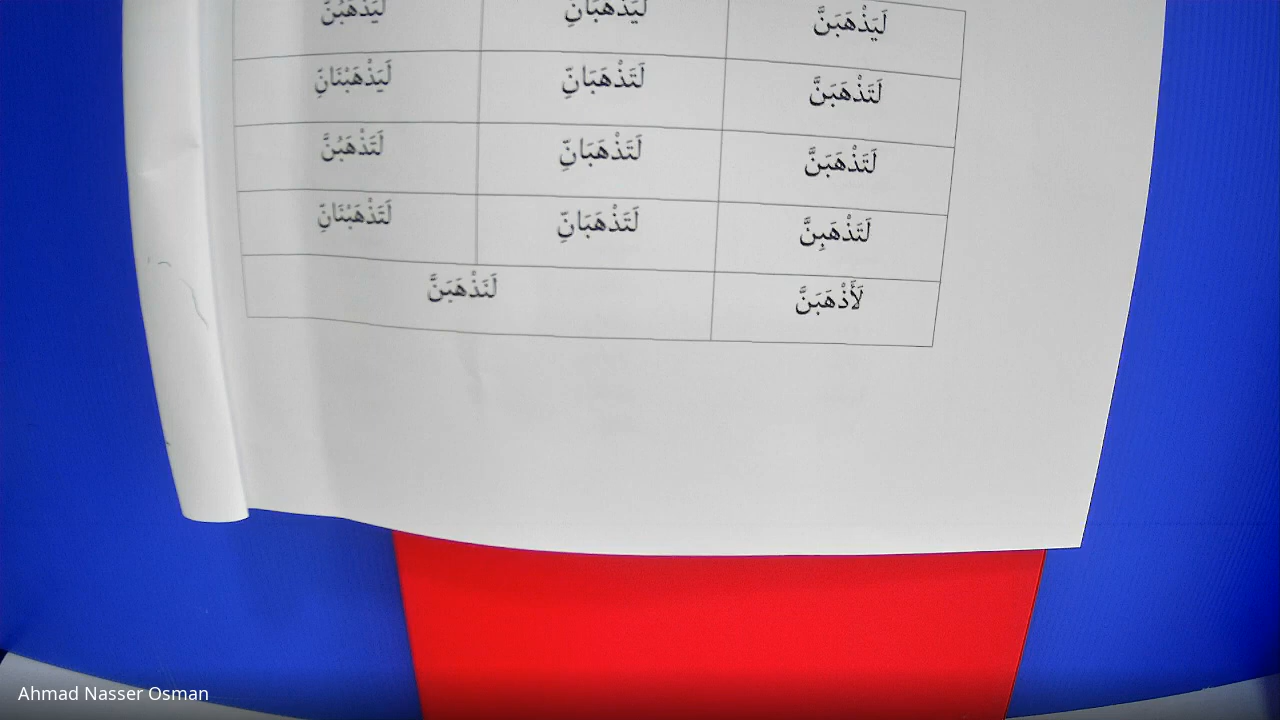 لَيَذْهَبَنَّ لَيَذْهَبَانِّ لَيَذْهَبُنَّ
لَتَذْهَبَنَّ لَتَذْهَبَانِّ لَيَذْهَبْنَانِّ
لَتَذْهَبَنَّ لَتَذْهَبَانِّ لَتَذْهَبُنَّ
لَتَذْهَبِنَّ لَتَذْهَبَانِّ لَتَذْهَبْنَانِّ
لَأَذْهَبَنَّ لَنَذْهَبَنَّ
Ahmad Nasser Osman